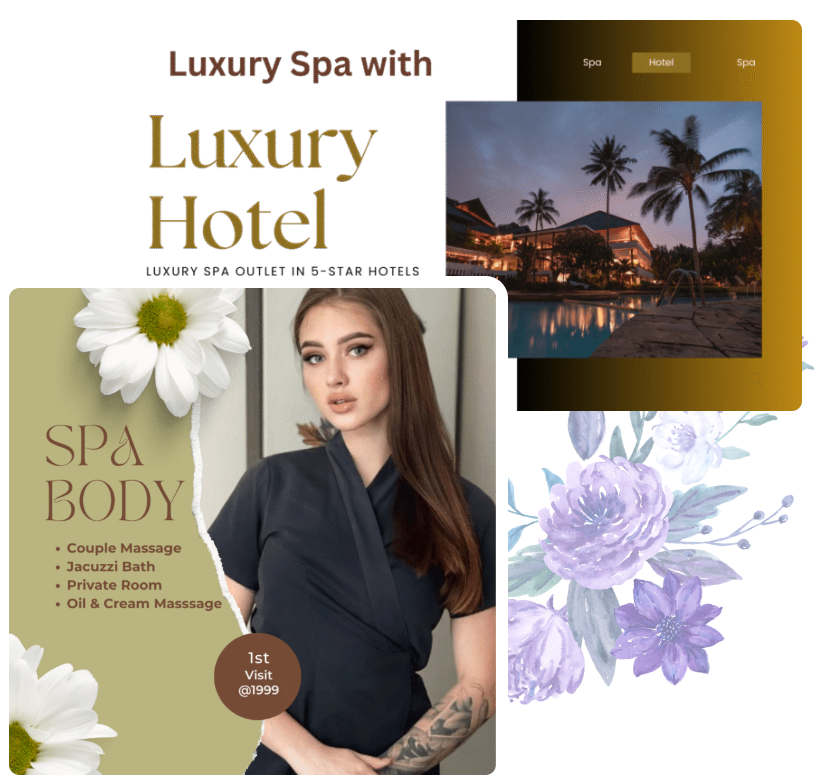 Luxury Spa with
Luxury
Hotel
LUXURY SPA OUTLET IN 5-STAR HOTELS
Spa Hotel Spa
SPA
BODY
• Couple Massage
• Jacuzzi Bath
• Private Room
• Oil & Cream Masssage
1st
Visit
@1999